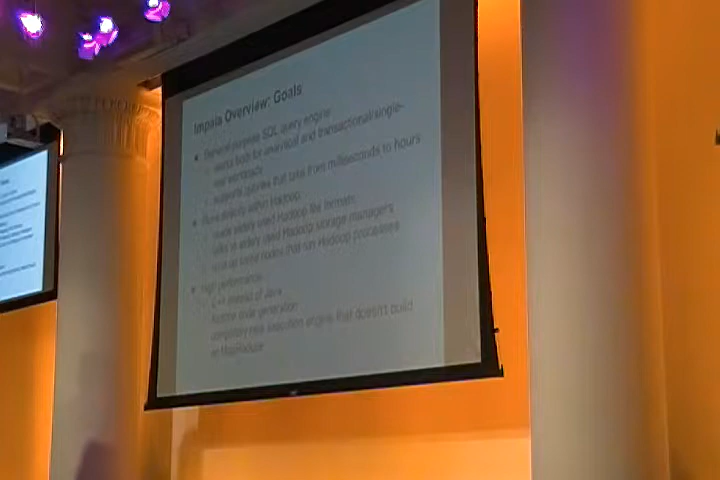 Impala Overview: Goals
General-purpose SQL query engine
works both for analytical and transactional/single-
row workloads
supports queries that take from milliseconds to hours
Runs directly within Hadoop
reads widely used Hadoop file formats
talks to widely used Hadoop storage managers
runs on same nodes that run Hadoop processes
High performance
C++ instead of Java
runtime code generation
completely new execution engine that doesn't build
on MapReduce